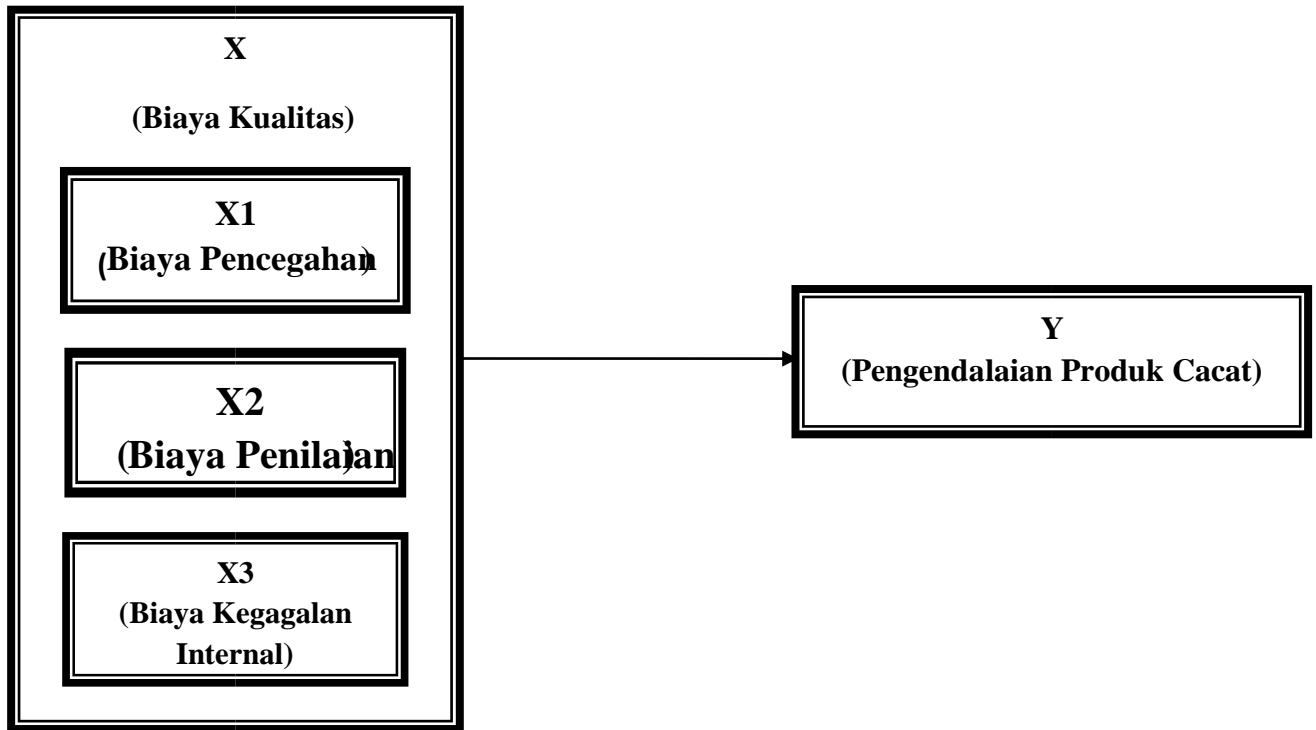 X
(Biaya Kualitas)
X1
(Biaya Pencegahan)
X2
(Biaya Penilaian)
X3
(Biaya Kegagalan
Internal)
Y
(Pengendalaian Produk Cacat)